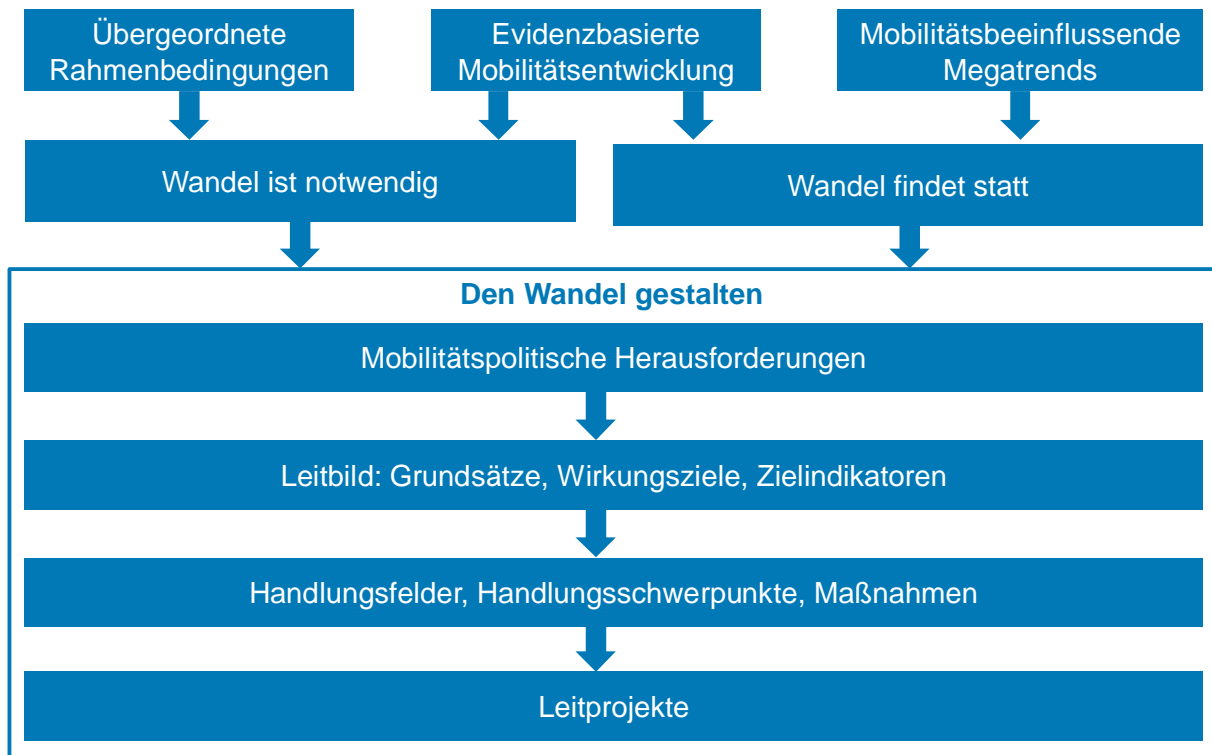 Übergeordnete
Rahmenbedingungen
Evidenzbasierte
Mobilitätsentwicklung
Mobilitätsbeeinflussende
Megatrends
Wandel ist notwendig
Wandel findet statt
Den Wandel gestalten
Mobilitätspolitische Herausforderungen
Leitbild: Grundsätze, Wirkungsziele, Zielindikatoren
Handlungsfelder, Handlungsschwerpunkte, Maßnahmen
Leitprojekte